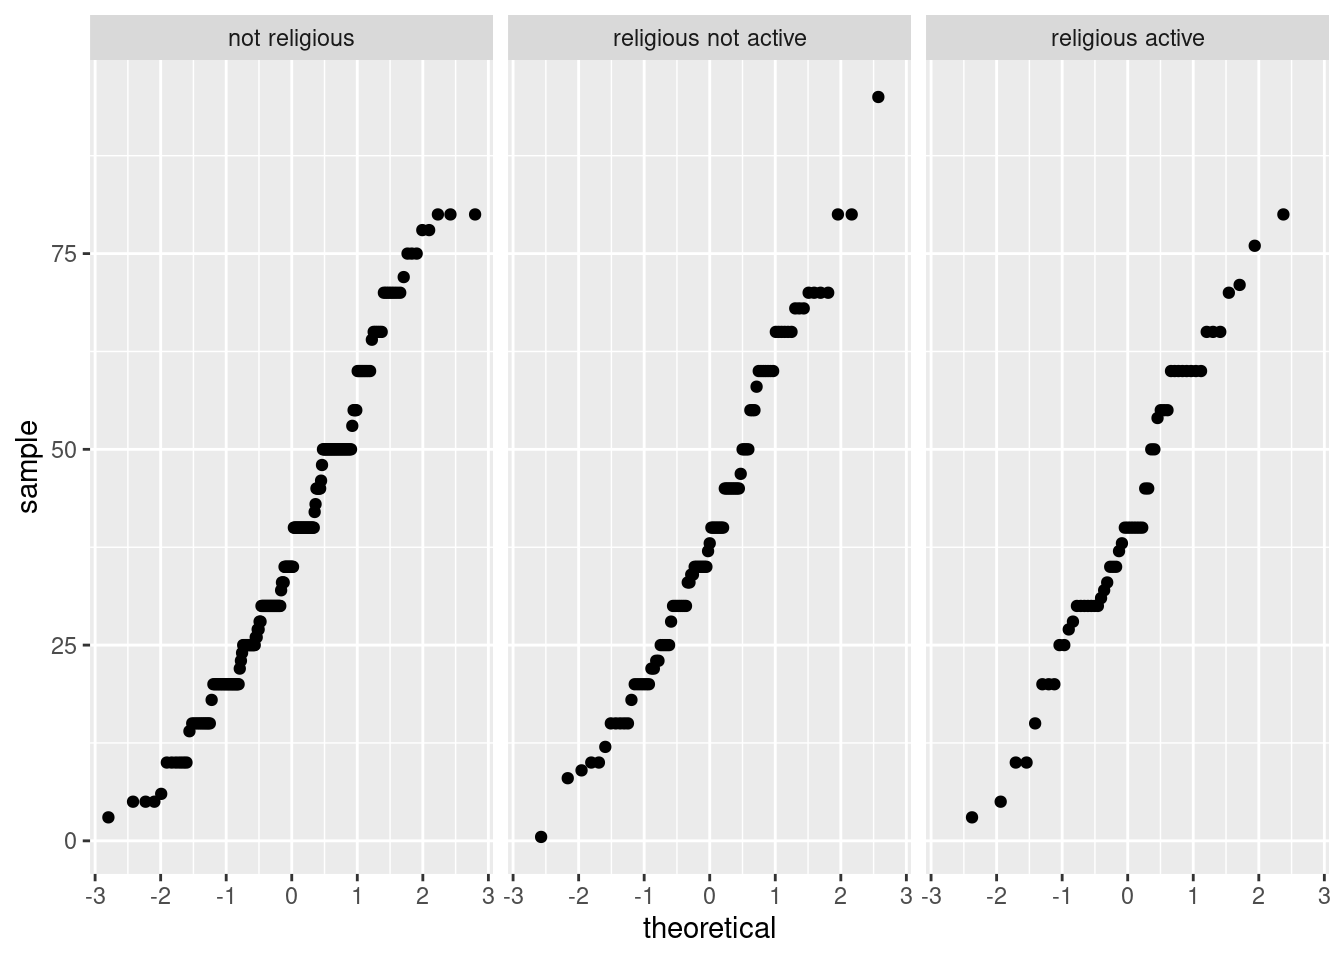 not religious religious not active religious active
75
50
25
0
sample
-3 -2 -1 0 1 2 3 -3 -2 -1 0 1 2 3 -3 -2 -1 0 1 2 3
theoretical